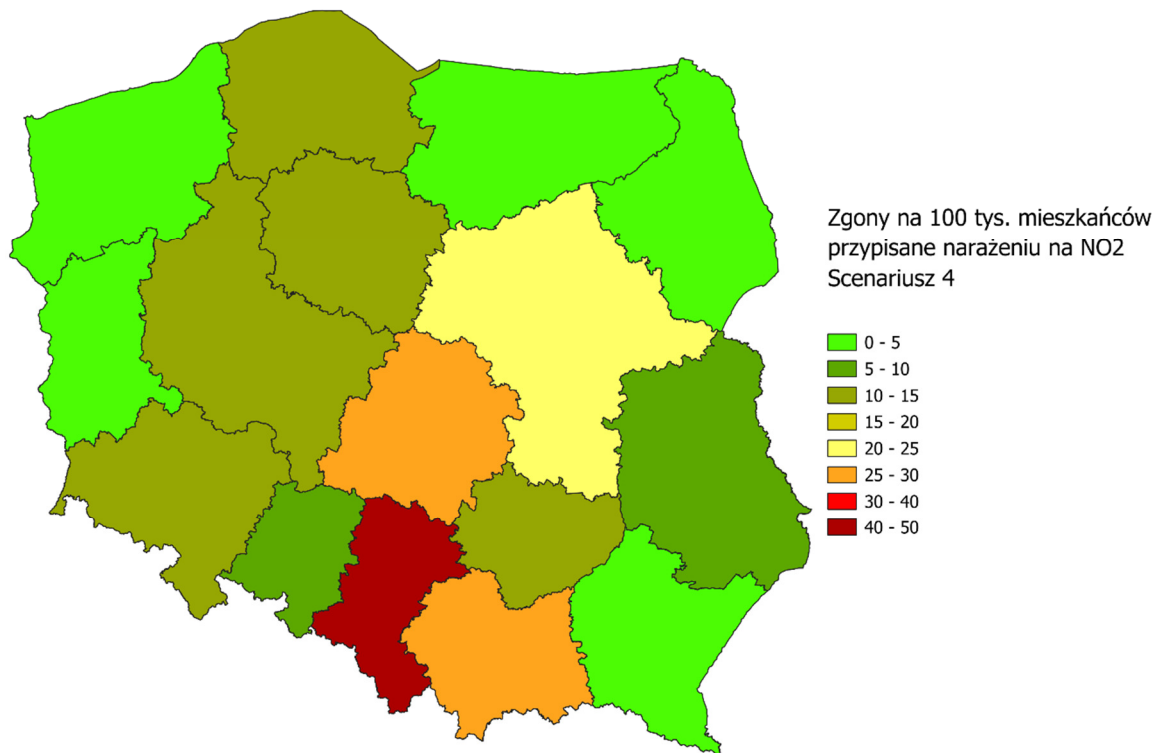 Zgony na 100 tys. mieszkańców
przypisane narażeniu na NO2
Scenariusz 4
0 - 5
5 - 10
10 - 15
15 - 20
20 - 25
25 - 30
30 - 40
40 - 50